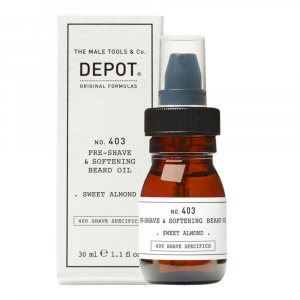 THE MALE TOOLS & Co.
DEPOT®
ORIGINAL FORMULAS
NO. 403
PRE-SHAVE
& SOFTENING
BEARD OIL
. SWEET ALMOND .
400 SHAVE SPECIFICS
30 ml ℮ 1.1 fl o
NO. 403
PRE-SHAVE & SOFTENING BEARD OIL
. SWEET ALMOND .
400 SHAVE SPECIFICS